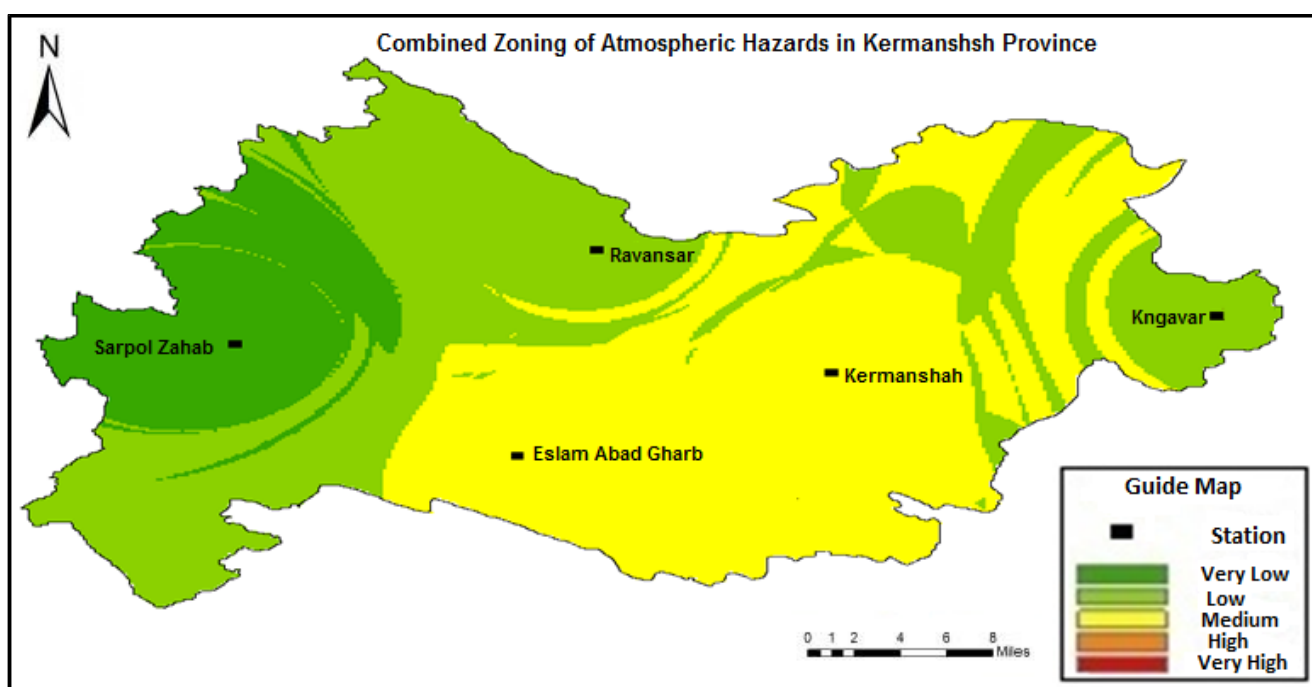 N
Combined Zoning of Atmospheric Hazards in Kermanshsh Province
Ravansar
Sarpol Zahab
Kngavar
Kermanshah
Eslam Abad Gharb
Guide Map
Station
Very Low
Low
Medium
High
Very High
0 1 2 4 6 8
Miles